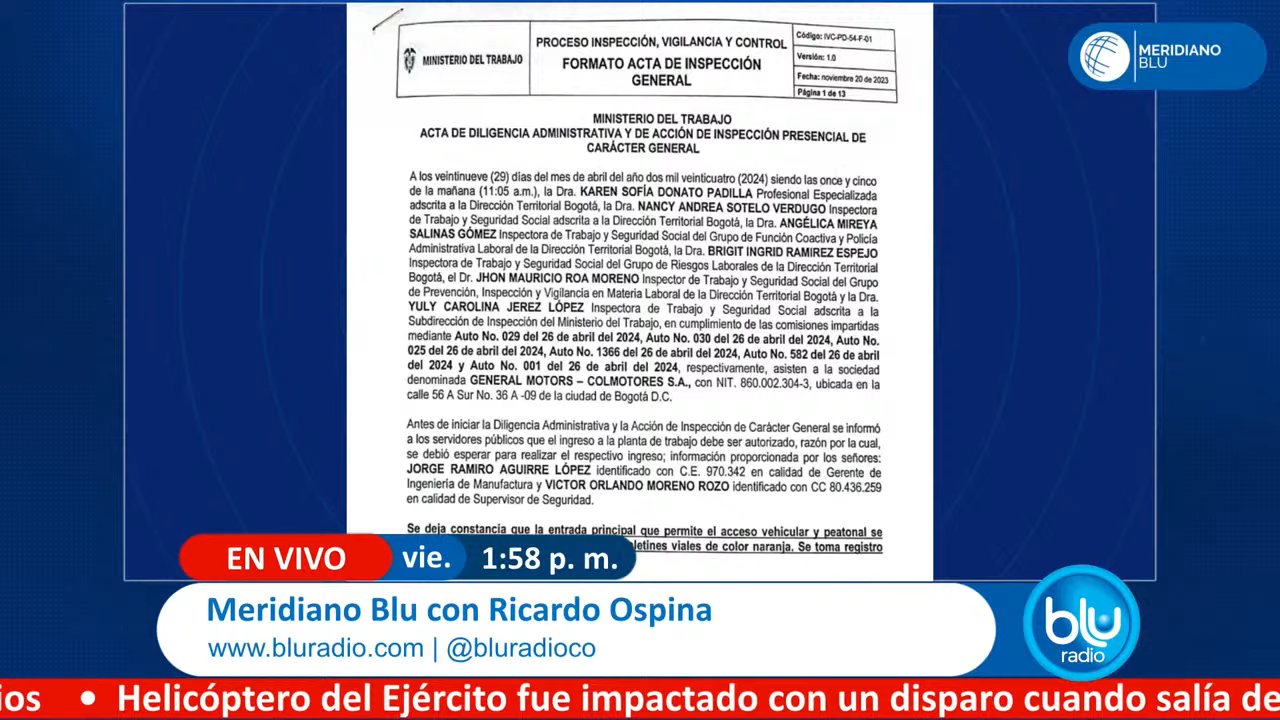 MINISTERIO DEL TRABAJO
PROCESO INSPECCIÓN, VIGILANCIA Y CONTROL
FORMATO ACTA DE INSPECCIÓN
GENERAL
Código: IVC-PD-54-F-01
Versión: 1.0
Fecha: noviembre 20 de 2023
Página 1 de 13
MERIDIANO
BLU
MINISTERIO DEL TRABAJO
ACTA DE DILIGENCIA ADMINISTRATIVA Y DE ACCIÓN DE INSPECCIÓN PRESENCIAL DE
CARÁCTER GENERAL
A los veintinueve (29) días del mes de abril del año dos mil veinticuatro (2024) siendo las once y cinco
de la mañana (11:05 a.m.), la Dra. KAREN SOFÍA DONATO PADILLA Profesional Especializada
adscrita a la Dirección Territorial Bogotá, la Dra. NANCY ANDREA SOTELO VERDUGO Inspectora
de Trabajo y Seguridad Social adscrita a la Dirección Territorial Bogotá, la Dra. ANGÉLICA MIREYA
SALINAS GÓMEZ Inspectora de Trabajo y Seguridad Social del Grupo de Función Coactiva y Policía
Administrativa Laboral de la Dirección Territorial Bogotá, la Dra. BRIGIT INGRID RAMIREZ ESPEJO
Inspectora de Trabajo y Seguridad Social del Grupo de Riesgos Laborales de la Dirección Territorial
Bogotá, el Dr. JHON MAURICIO ROA MORENO Inspector de Trabajo y Seguridad Social del Grupo
de Prevención, Inspección y Vigilancia en Materia Laboral de la Dirección Territorial Bogotá y la Dra.
YULY CAROLINA JEREZ LÓPEZ Inspectora de Trabajo y Seguridad Social adscrita a la
Subdirección de Inspección del Ministerio del Trabajo, en cumplimiento de las comisiones impartidas
mediante Auto No. 029 del 26 de abril del 2024, Auto No. 030 del 26 de abril del 2024, Auto No.
025 del 26 de abril del 2024, Auto No. 1366 del 26 de abril del 2024, Auto No. 582 del 26 de abril
del 2024 y Auto No. 001 del 26 de abril del 2024, respectivamente, asisten a la sociedad
denominada GENERAL MOTORS – COLMOTORES S.A., con NIT. 860.002.304-3, ubicada en la
calle 56 A Sur No. 36 A -09 de la ciudad de Bogotá D.C.
Antes de iniciar la Diligencia Administrativa y la Acción de Inspección de Carácter General se informó
a los servidores públicos que el ingreso a la planta de trabajo debe ser autorizado, razón por la cual,
se debió esperar para realizar el respectivo ingreso; información proporcionada por los señores:
JORGE RAMIRO AGUIRRE LÓPEZ identificado con C.E. 970.342 en calidad de Gerente de
Ingeniería de Manufactura y VICTOR ORLANDO MORENO ROZO identificado con CC 80.436.259
en calidad de Supervisor de Seguridad.
Se deja constancia que la entrada principal que permite el acceso vehicular y peatonal se
viales de color naranja. Se toma registro
EN VIVO vie. 1:58 p. m.
Meridiano Blu con Ricardo Ospina
www.bluradio.com | @bluradioco
blu
radio
ios • Helicóptero del Ejército fue impactado con un disparo cuando salía de